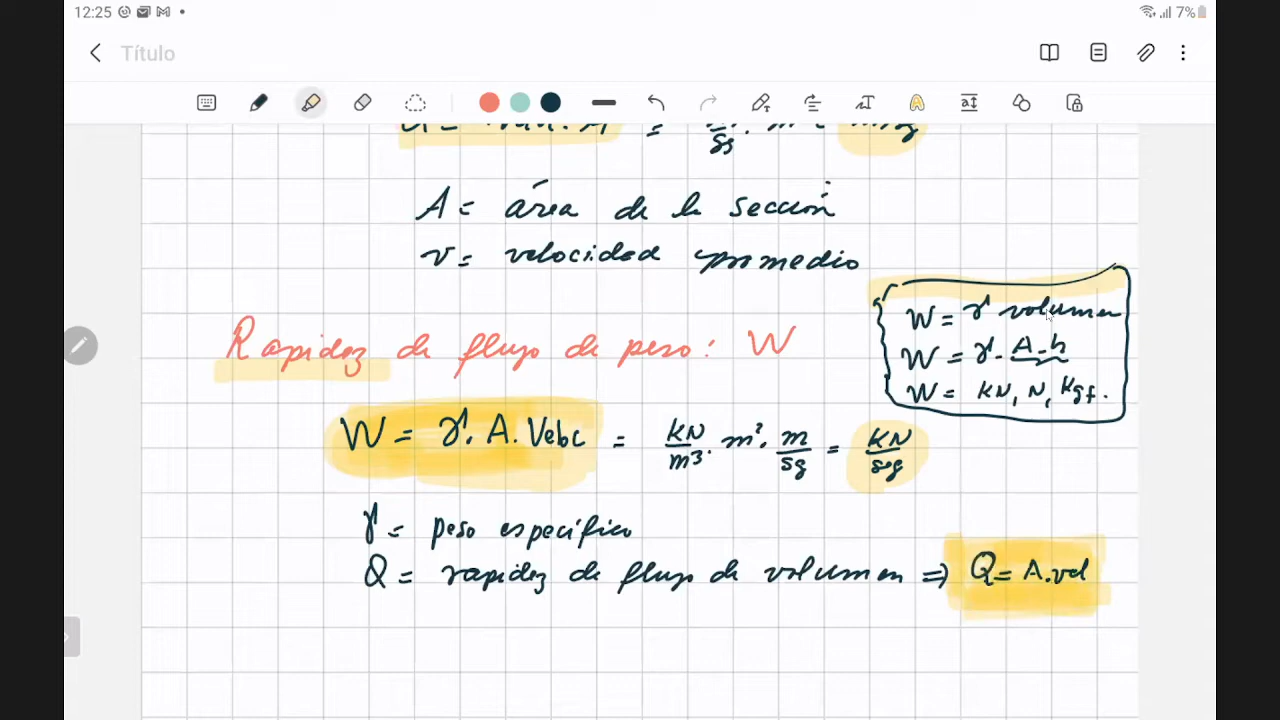 12:25
7%
Título
A = área de la sección
v = velocidad promedio
Rapidez de flujo de peso: W
W = γ volumen
W = γ · A · h
W = KN, N, Kgf.
W = γ. A. Veloc = KN/m³ · m² · m/sg = KN/seg
γ = peso específico
Q = rapidez de flujo de volumen ⇒ Q = A.vel